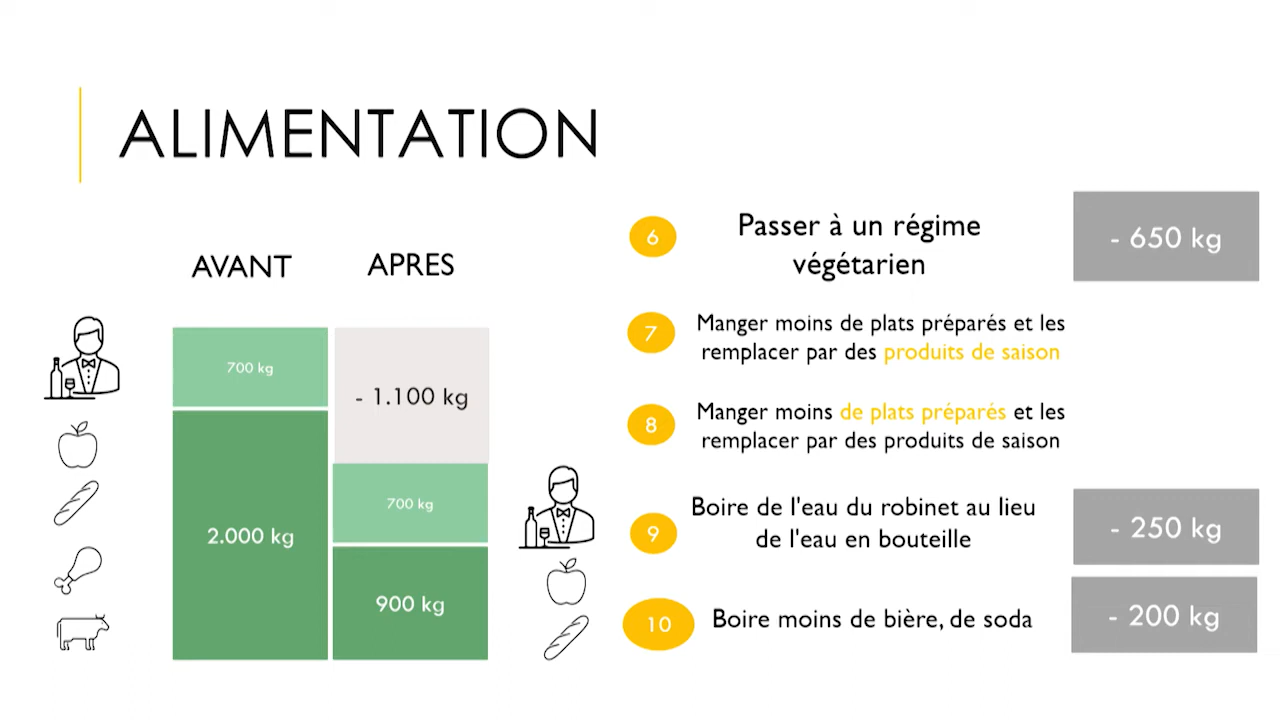 ALIMENTATION
AVANT
APRES
700 kg
2.000 kg
- 1.100 kg
700 kg
900 kg
6
Passer à un régime
végétarien
- 650 kg
7
Manger moins de plats préparés et les
remplacer par des produits de saison
8
Manger moins de plats préparés et les
remplacer par des produits de saison
9
Boire de l'eau du robinet au lieu
de l'eau en bouteille
- 250 kg
10
Boire moins de bière, de soda
- 200 kg